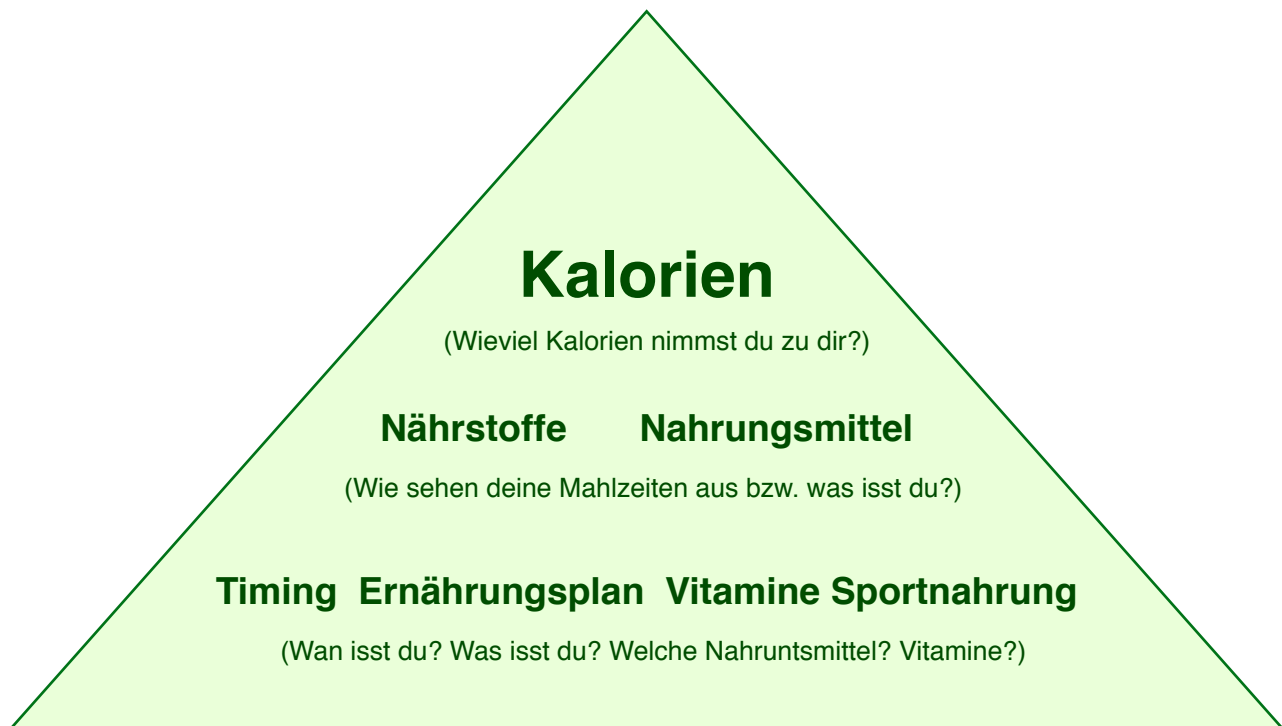 Kalorien
(Wieviel Kalorien nimmst du zu dir?)
Nährstoffe Nahrungsmittel
(Wie sehen deine Mahlzeiten aus bzw. was isst du?)
Timing Ernährungsplan Vitamine Sportnahrung
(Wan isst du? Was isst du? Welche Nahruntsmittel? Vitamine?)